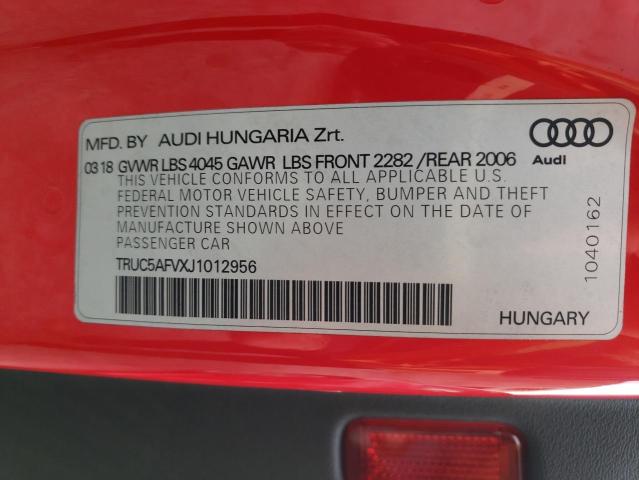 MFD. BY AUDI HUNGARIA Zrt.
03 18 GVWR LBS 4045 GAWR LBS FRONT 2282 /REAR 2006
Audi
THIS VEHICLE CONFORMS TO ALL APPLICABLE U.S.
FEDERAL MOTOR VEHICLE SAFETY, BUMPER AND THEFT
PREVENTION STANDARDS IN EFFECT ON THE DATE OF
MANUFACTURE SHOWN ABOVE
PASSENGER CAR
TRUC5AFVXJ1012956
1040162
HUNGARY